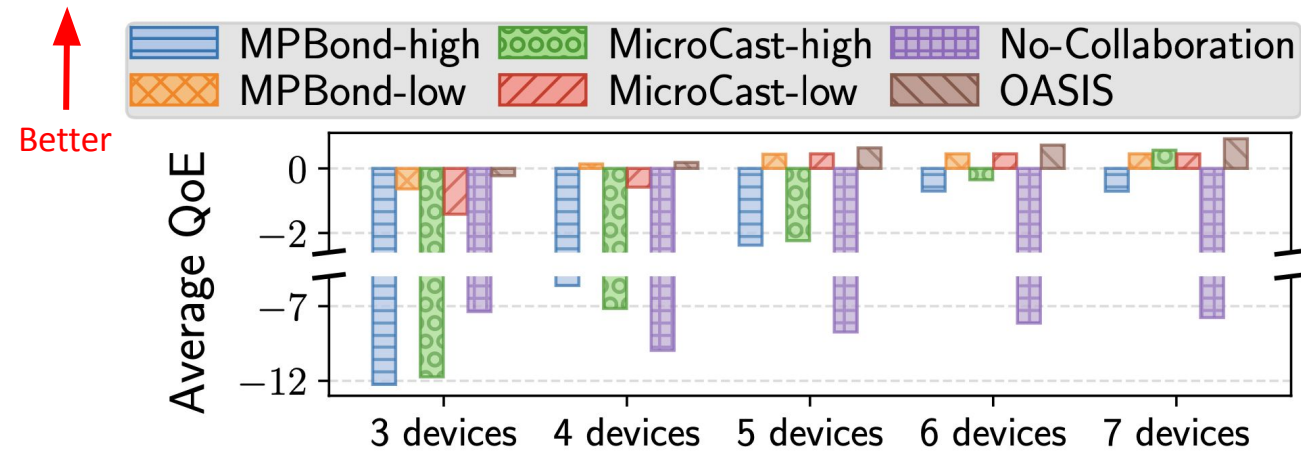 MPBond-high MicroCast-high No-Collaboration
MPBond-low MicroCast-low OASIS
Better
Average QoE
0
−2
−7
−12
3 devices 4 devices 5 devices 6 devices 7 devices